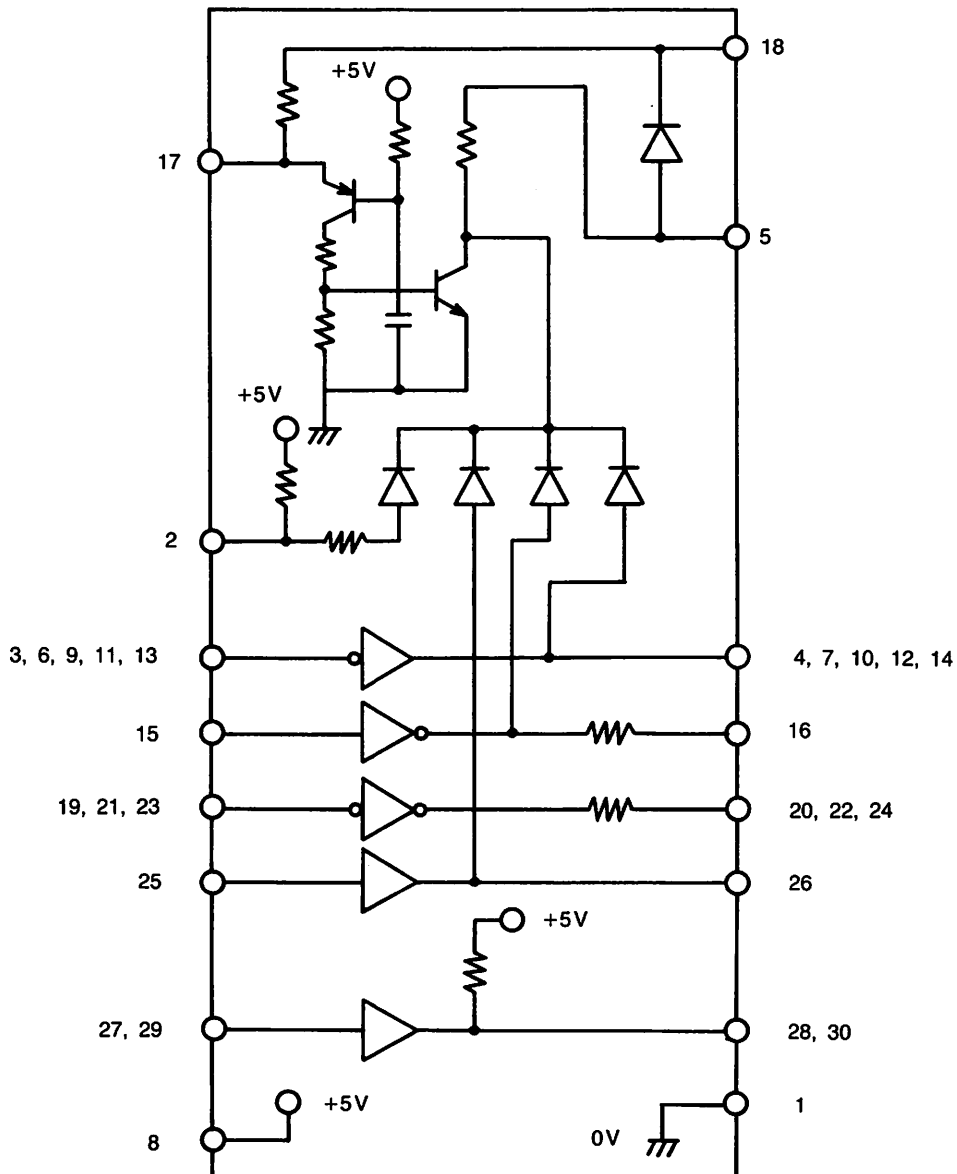 18
+5V
17
5
+5V
2
3, 6, 9, 11, 13
4, 7, 10, 12, 14
15
16
19, 21, 23
20, 22, 24
25
26
+5V
27, 29
28, 30
+5V
1
0V
8